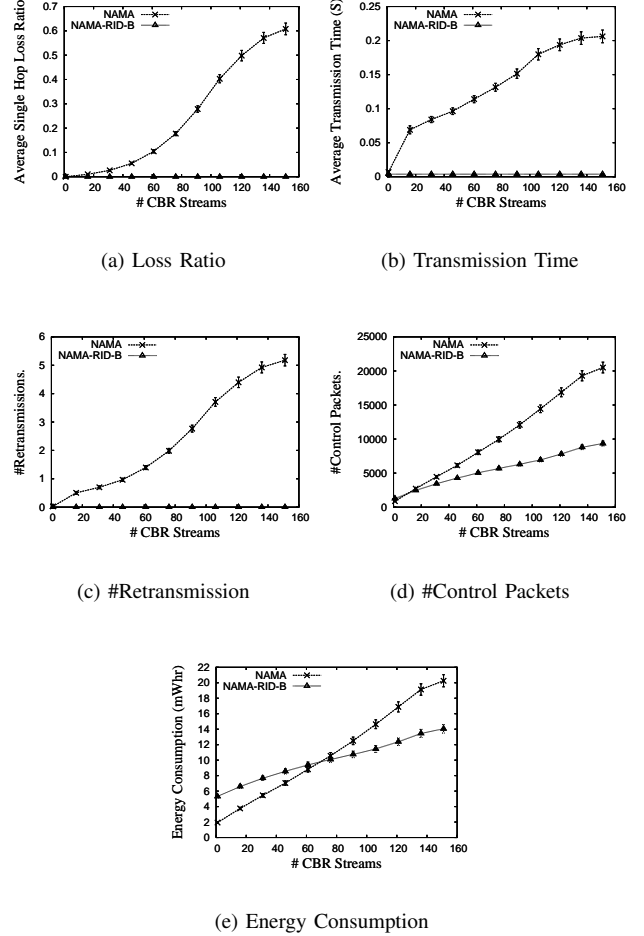 Average Single Hop Loss Ratio
0.7
0.6
0.5
0.4
0.3
0.2
0.1
0
0 20 40 60 80 100 120 140 160
# CBR Streams
NAMA
NAMA-RID-B
(a) Loss Ratio
Average Transmission Time (S)
0.25
0.2
0.15
0.1
0.05
0
0 20 40 60 80 100 120 140 160
# CBR Streams
NAMA
NAMA-RID-B
(b) Transmission Time
#Retransmissions.
6
5
4
3
2
1
0
0 20 40 60 80 100 120 140 160
# CBR Streams
NAMA
NAMA-RID-B
(c) #Retransmission
#Control Packets.
25000
20000
15000
10000
5000
0
0 20 40 60 80 100 120 140 160
# CBR Streams
NAMA
NAMA-RID-B
(d) #Control Packets
Energy Consumption (mWhr)
22
20
18
16
14
12
10
8
6
4
2
0
0 20 40 60 80 100 120 140 160
# CBR Streams
NAMA
NAMA-RID-B
(e) Energy Consumption